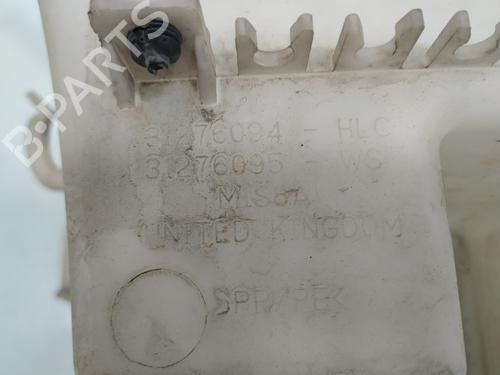 B-PARTS
31276094 - HLC
31276095 - WS
UNITED KINGDOM